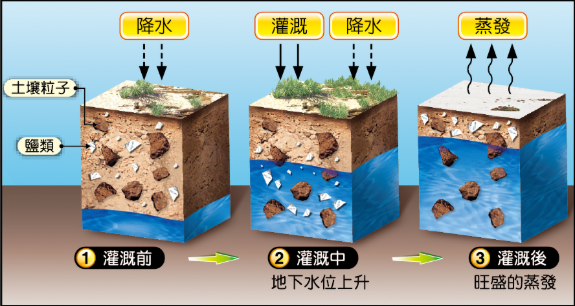 降水
灌溉
降水
蒸發
土壤粒子
鹽類
1 灌溉前
2 灌溉中
地下水位上升
3 灌溉後
旺盛的蒸發